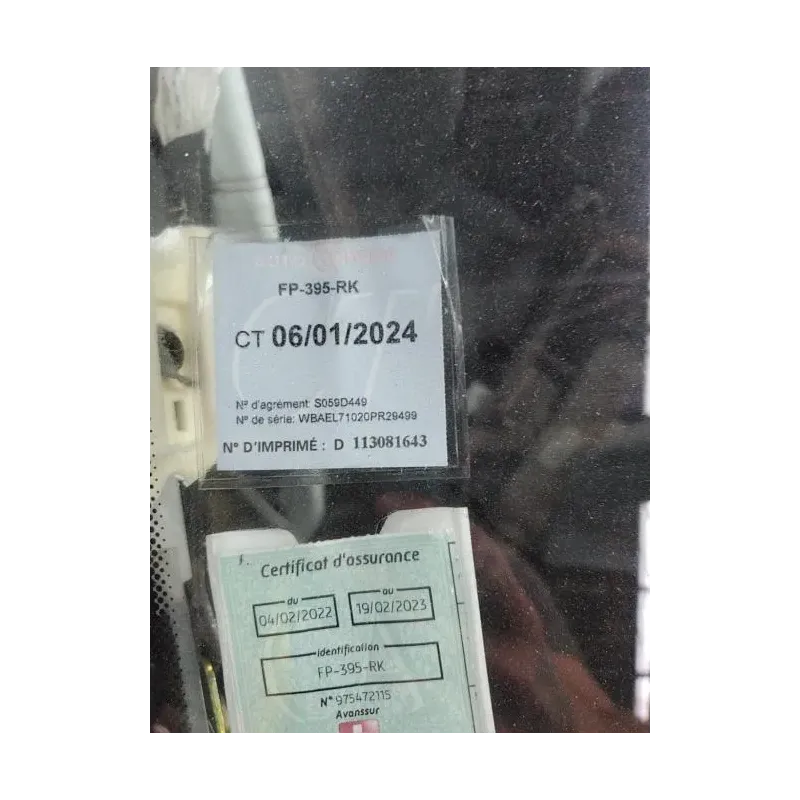 AUTO
FP-395-RK
CT 06/01/2024
N° d'agrément S059D449
N° de série: WBAEL71020PR29499
N° D'IMPRIMÉ : D 113081643
Certificat d'assurance
du
au
04/02/2022
19/02/2023
identification
FP-395-RK
N° 975472115
Avanssur